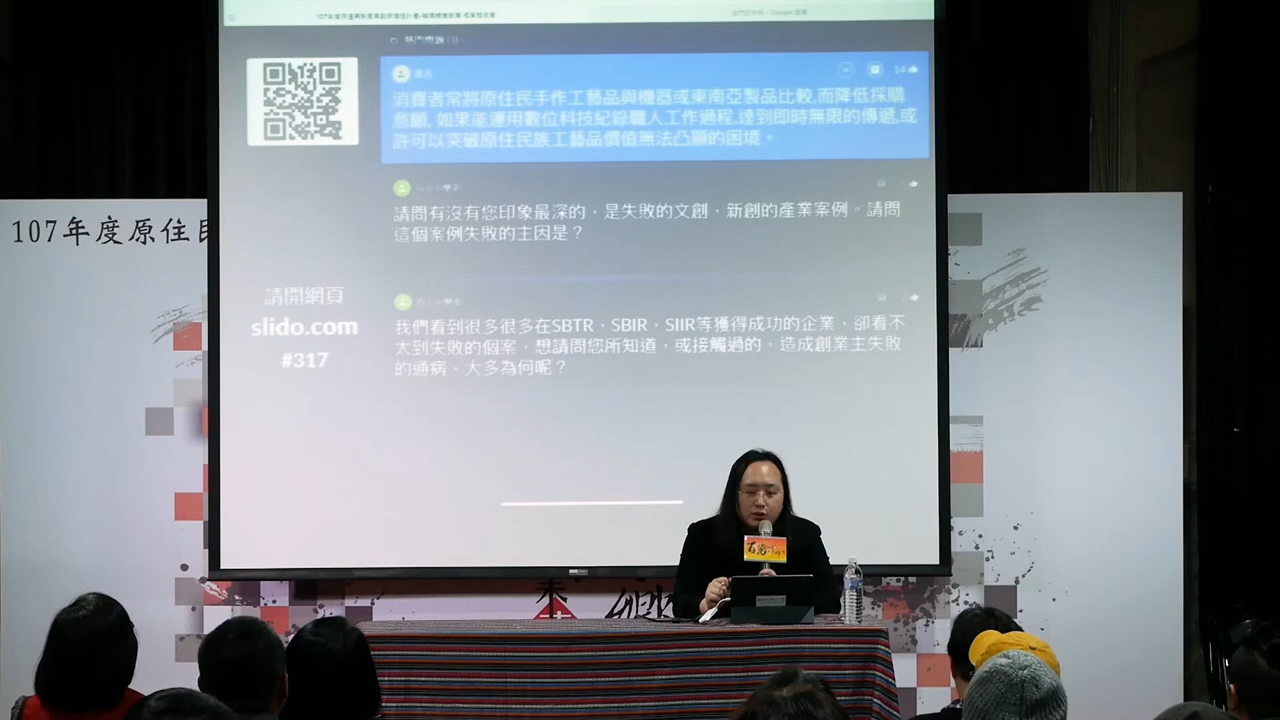 107年度原住民
熱門問題 (3)
14
消費者常將原住民手作工藝品與機器或東南亞製品比較,而降低採購
意願, 如果能運用數位科技紀錄職人工作過程,達到即時無限的傳遞,或
許可以突破原住民族工藝品價值無法凸顯的困境。
請問有沒有您印象最深的，是失敗的文創，新創的產業案例。請問
這個案例失敗的主因是？
請開網頁
slido.com
#317
我們看到很多很多在SBTR，SBIR，SIIR等獲得成功的企業，卻看不
太到失敗的個案，想請問您所知道，或接觸過的，造成創業主失敗
的通病，大多為何呢？